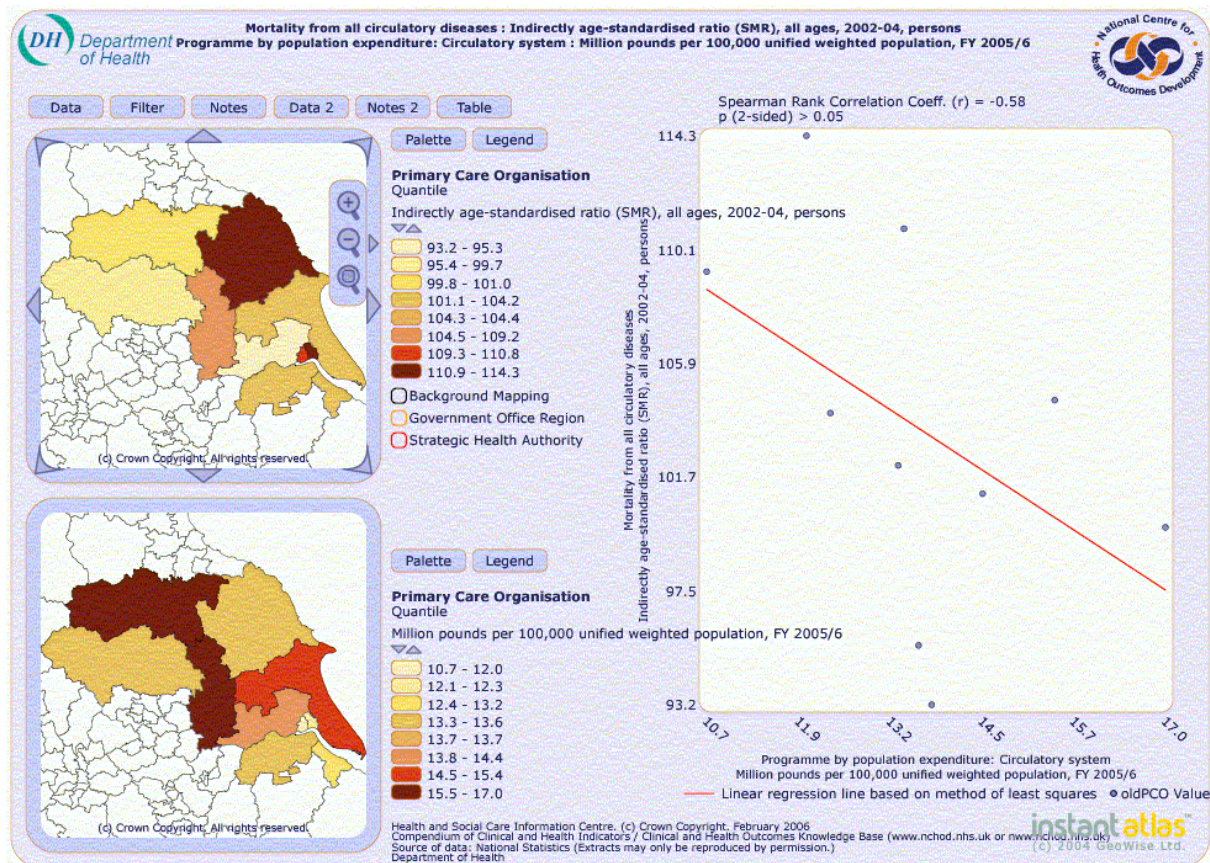 Mortality from all circulatory diseases : Indirectly age-standardised ratio (SMR), all ages, 2002-04, persons
Programme by population expenditure: Circulatory system : Million pounds per 100,000 unified weighted population, FY 2005/6
DH Department of Health
National Centre for
Health Outcomes Development
Data
Filter
Notes
Data 2
Notes 2
Table
Palette
Legend
Primary Care Organisation
Quantile
Indirectly age-standardised ratio (SMR), all ages, 2002-04, persons
93.2 - 95.3
95.4 - 99.7
99.8 - 101.0
101.1 - 104.2
104.3 - 104.4
104.5 - 109.2
109.3 - 110.8
110.9 - 114.3
Background Mapping
Government Office Region
Strategic Health Authority
(c) Crown Copyright. All rights reserved.
Palette
Legend
Primary Care Organisation
Quantile
Million pounds per 100,000 unified weighted population, FY 2005/6
10.7 - 12.0
12.1 - 12.3
12.4 - 13.2
13.3 - 13.6
13.7 - 13.7
13.8 - 14.4
14.5 - 15.4
15.5 - 17.0
(c) Crown Copyright. All rights reserved.
Spearman Rank Correlation Coeff. (r) = -0.58
p (2-sided) > 0.05
114.3
110.1
105.9
101.7
97.5
93.2
Mortality from all circulatory diseases
Indirectly age-standardised ratio (SMR), all ages, 2002-04, persons
10.7
11.9
13.2
14.5
15.7
17.0
Programme by population expenditure: Circulatory system
Million pounds per 100,000 unified weighted population, FY 2005/6
Linear regression line based on method of least squares
oldPCO Value
Health and Social Care Information Centre. (c) Crown Copyright. February 2006
Compendium of Clinical and Health Indicators / Clinical and Health Outcomes Knowledge Base (www.nchod.nhs.uk or nww.nchod.nhs.uk)
Source of data: National Statistics (Extracts may only be reproduced by permission.)
Department of Health
instantatlas™
(c) 2004 GeoWise Ltd.